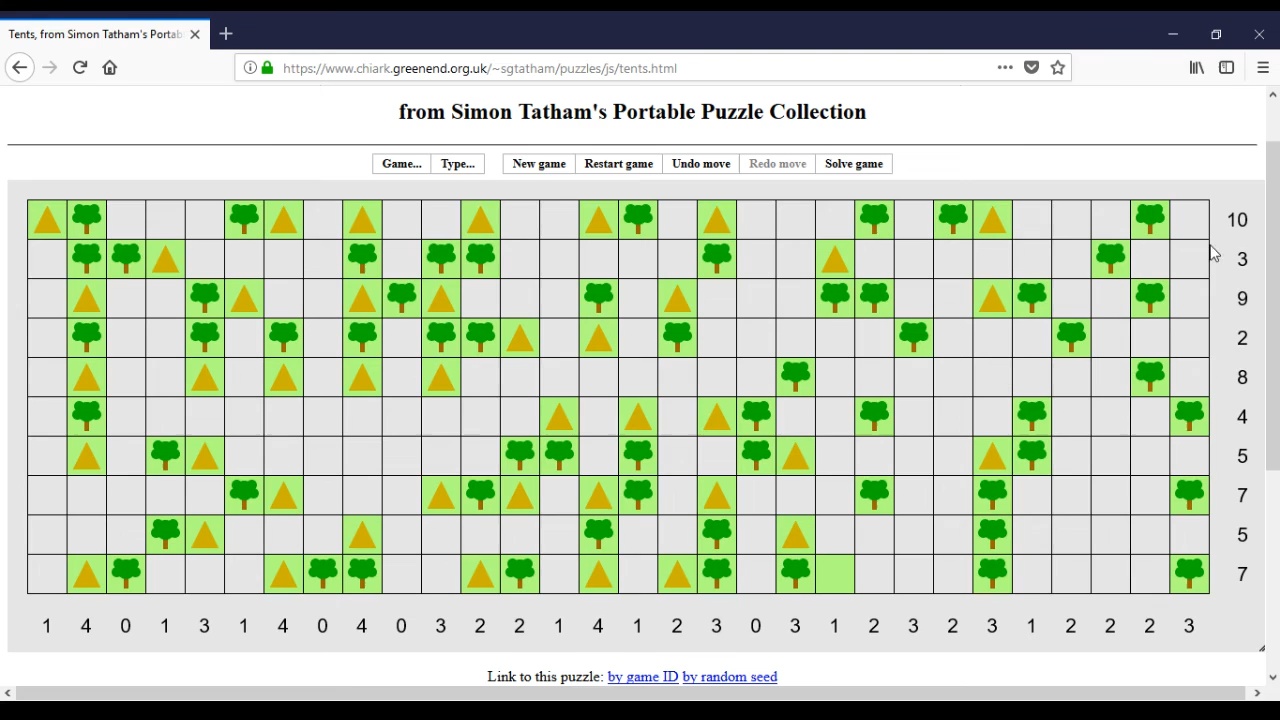 Tents, from Simon Tatham's Portab
https://www.chiark.greenend.org.uk/~sgtatham/puzzles/js/tents.html
from Simon Tatham's Portable Puzzle Collection
Game... Type... New game Restart game Undo move Redo move Solve game
10
3
9
2
8
4
5
7
5
7
1 4 0 1 3 1 4 0 4 0 3 2 2 1 4 1 2 3 0 3 1 2 3 2 3 1 2 2 2 3
Link to this puzzle: by game ID by random seed